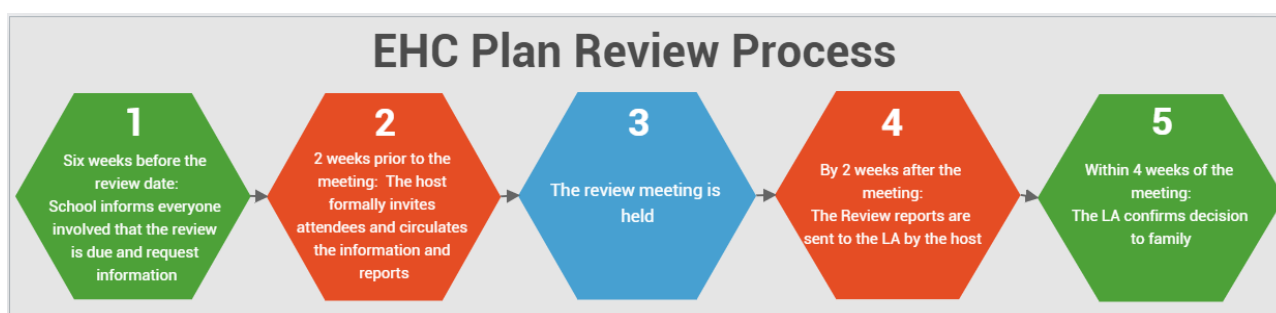 EHC Plan Review Process
1
Six weeks before the
review date:
School informs everyone
involved that the review
is due and request
information
2
2 weeks prior to the
meeting: The host
formally invites
attendees and circulates
the information and
reports
3
The review meeting is
held
4
By 2 weeks after the
meeting:
The Review reports are
sent to the LA by the host
5
Within 4 weeks of the
meeting:
The LA confirms decision
to family